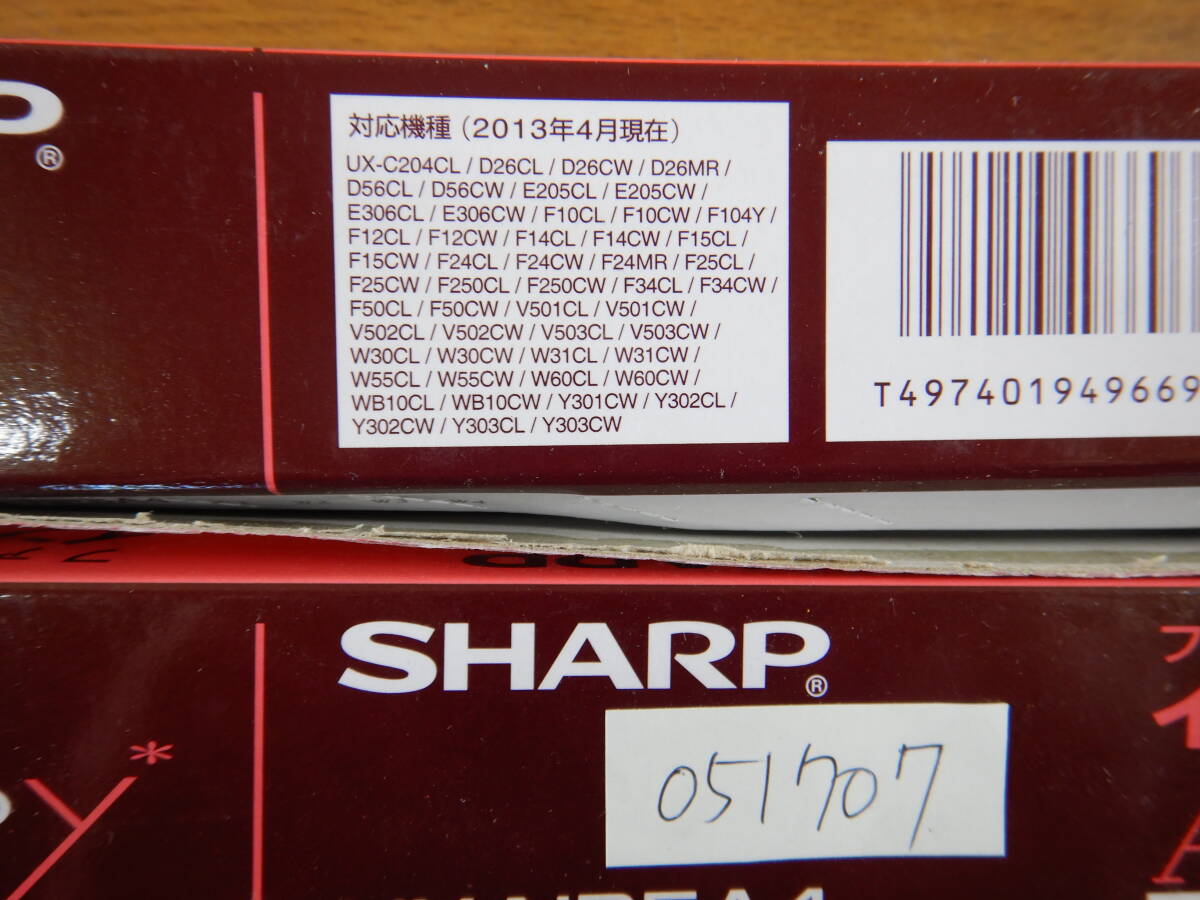 対応機種（2013年4月現在）
UX-C204CL / D26CL / D26CW / D26MR /
D56CL / D56CW / E205CL / E205CW /
E306CL / E306CW / F10CL / F10CW / F104Y /
F12CL / F12CW / F14CL / F14CW / F15CL /
F15CW / F24CL / F24CW / F24MR / F25CL /
F25CW / F250CL / F250CW / F34CL / F34CW /
F50CL / F50CW / V501CL / V501CW /
V502CL / V502CW / V503CL / V503CW /
W30CL / W30CW / W31CL / W31CW /
W55CL / W55CW / W60CL / W60CW /
WB10CL / WB10CW / Y301CW / Y302CL /
Y302CW / Y303CL / Y303CW
T497401949669
SHARP®
051707